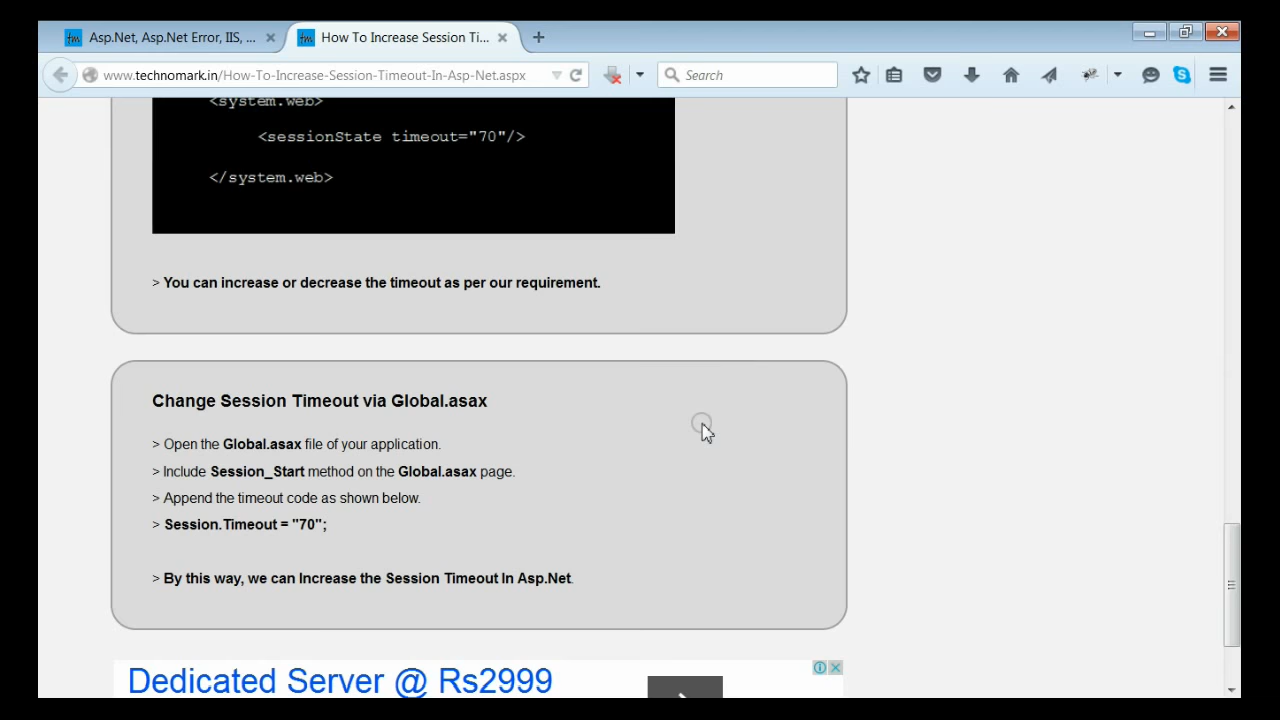 Asp.Net, Asp.Net Error, IIS, ...
How To Increase Session Ti...
www.technomark.in/How-To-Increase-Session-Timeout-In-Asp-Net.aspx
Search
<system.web>
<sessionState timeout="70"/>
</system.web>
> You can increase or decrease the timeout as per our requirement.
Change Session Timeout via Global.asax
> Open the Global.asax file of your application.
> Include Session_Start method on the Global.asax page.
> Append the timeout code as shown below.
> Session.Timeout = "70";
> By this way, we can Increase the Session Timeout In Asp.Net.
Dedicated Server @ Rs2999